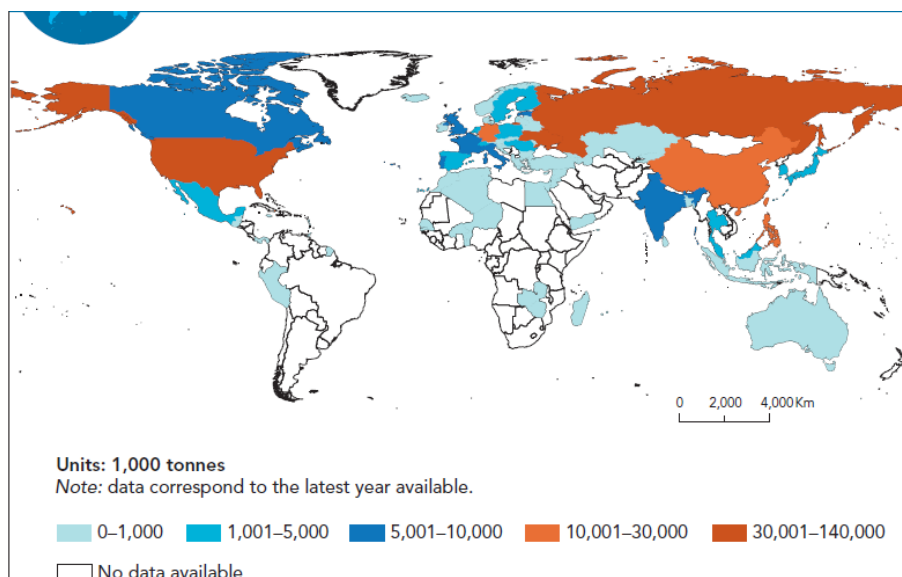 0 2,000 4,000 Km
Units: 1,000 tonnes
Note: data correspond to the latest year available.
0–1,000 1,001–5,000 5,001–10,000 10,001–30,000 30,001–140,000
No data available